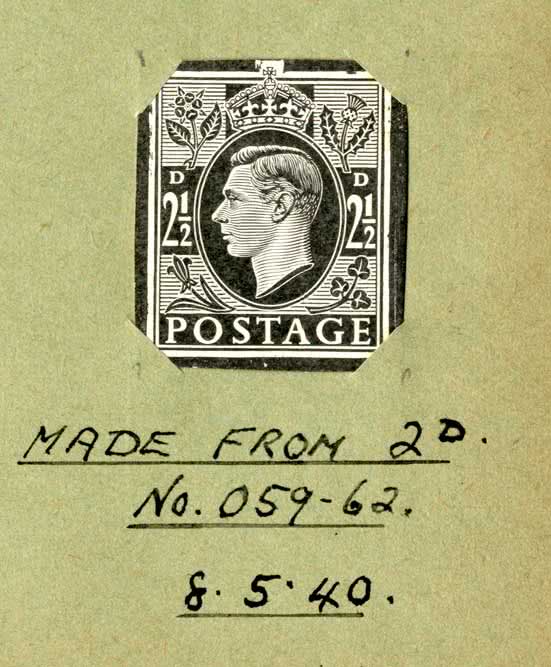 D D
2½ 2½
POSTAGE
MADE FROM 2D.
No. 059-62.
8.5.40.